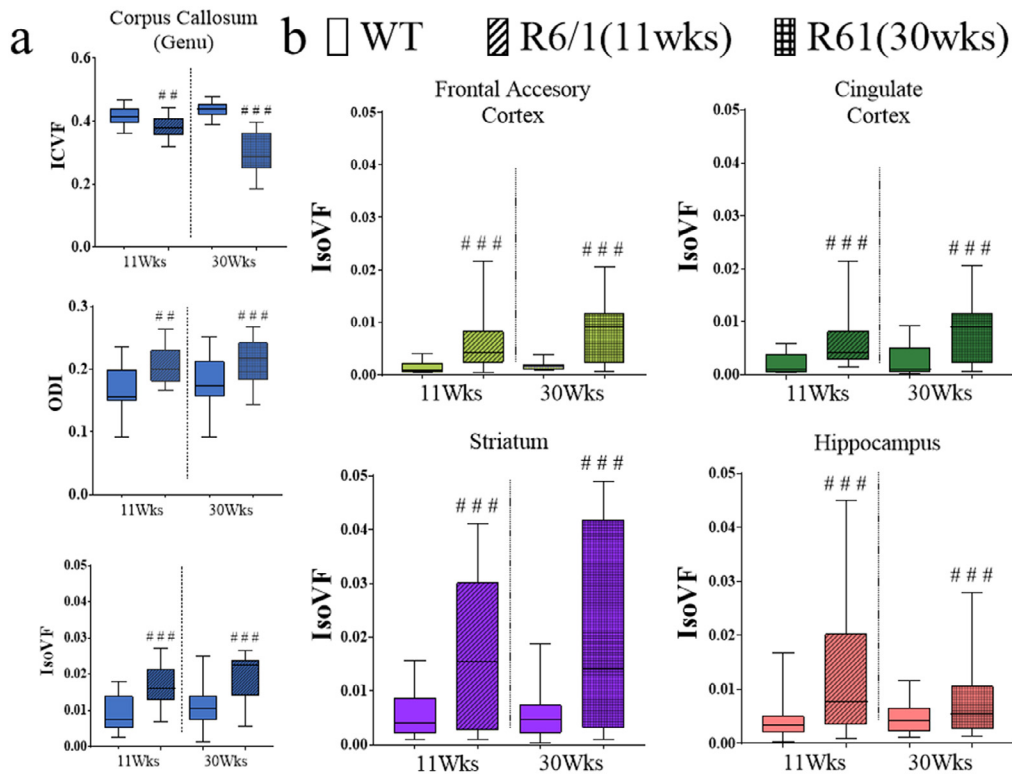 a
Corpus Callosum
(Genu)
ICVF
0.6
0.4
0.2
0.0
# #
# # #
11Wks
30Wks
ODI
0.3
0.2
0.1
0.0
# #
# # #
11Wks
30Wks
IsoVF
0.05
0.04
0.03
0.02
0.01
0.00
# # #
# # #
11Wks
30Wks
b
WT
R6/1(11wks)
R61(30wks)
Frontal Accesory
Cortex
IsoVF
0.05
0.04
0.03
0.02
0.01
0.00
# # #
# # #
11Wks
30Wks
Cingulate
Cortex
IsoVF
0.05
0.04
0.03
0.02
0.01
0.00
# # #
# # #
11Wks
30Wks
Striatum
IsoVF
0.05
0.04
0.03
0.02
0.01
0.00
# # #
# # #
11Wks
30Wks
Hippocampus
IsoVF
0.05
0.04
0.03
0.02
0.01
0.00
# # #
# # #
11Wks
30Wks